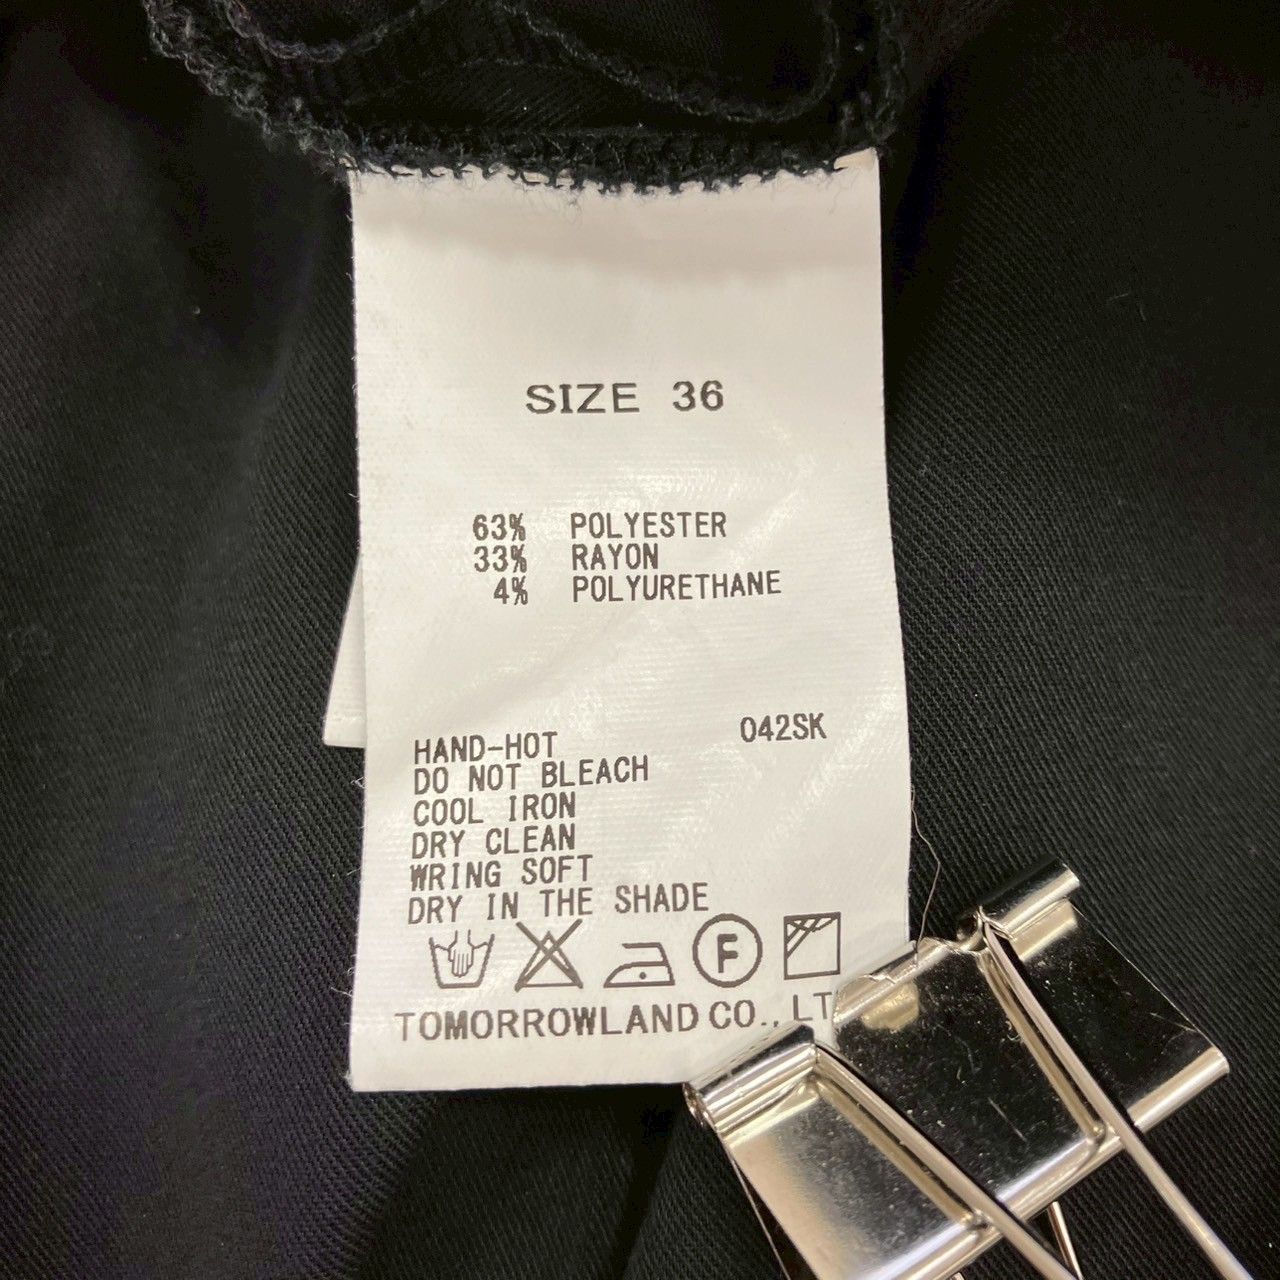 SIZE 36
63% POLYESTER
33% RAYON
4% POLYURETHANE
042SK
HAND-HOT
DO NOT BLEACH
COOL IRON
DRY CLEAN
WRING SOFT
DRY IN THE SHADE
F
TOMORROWLAND CO., LT